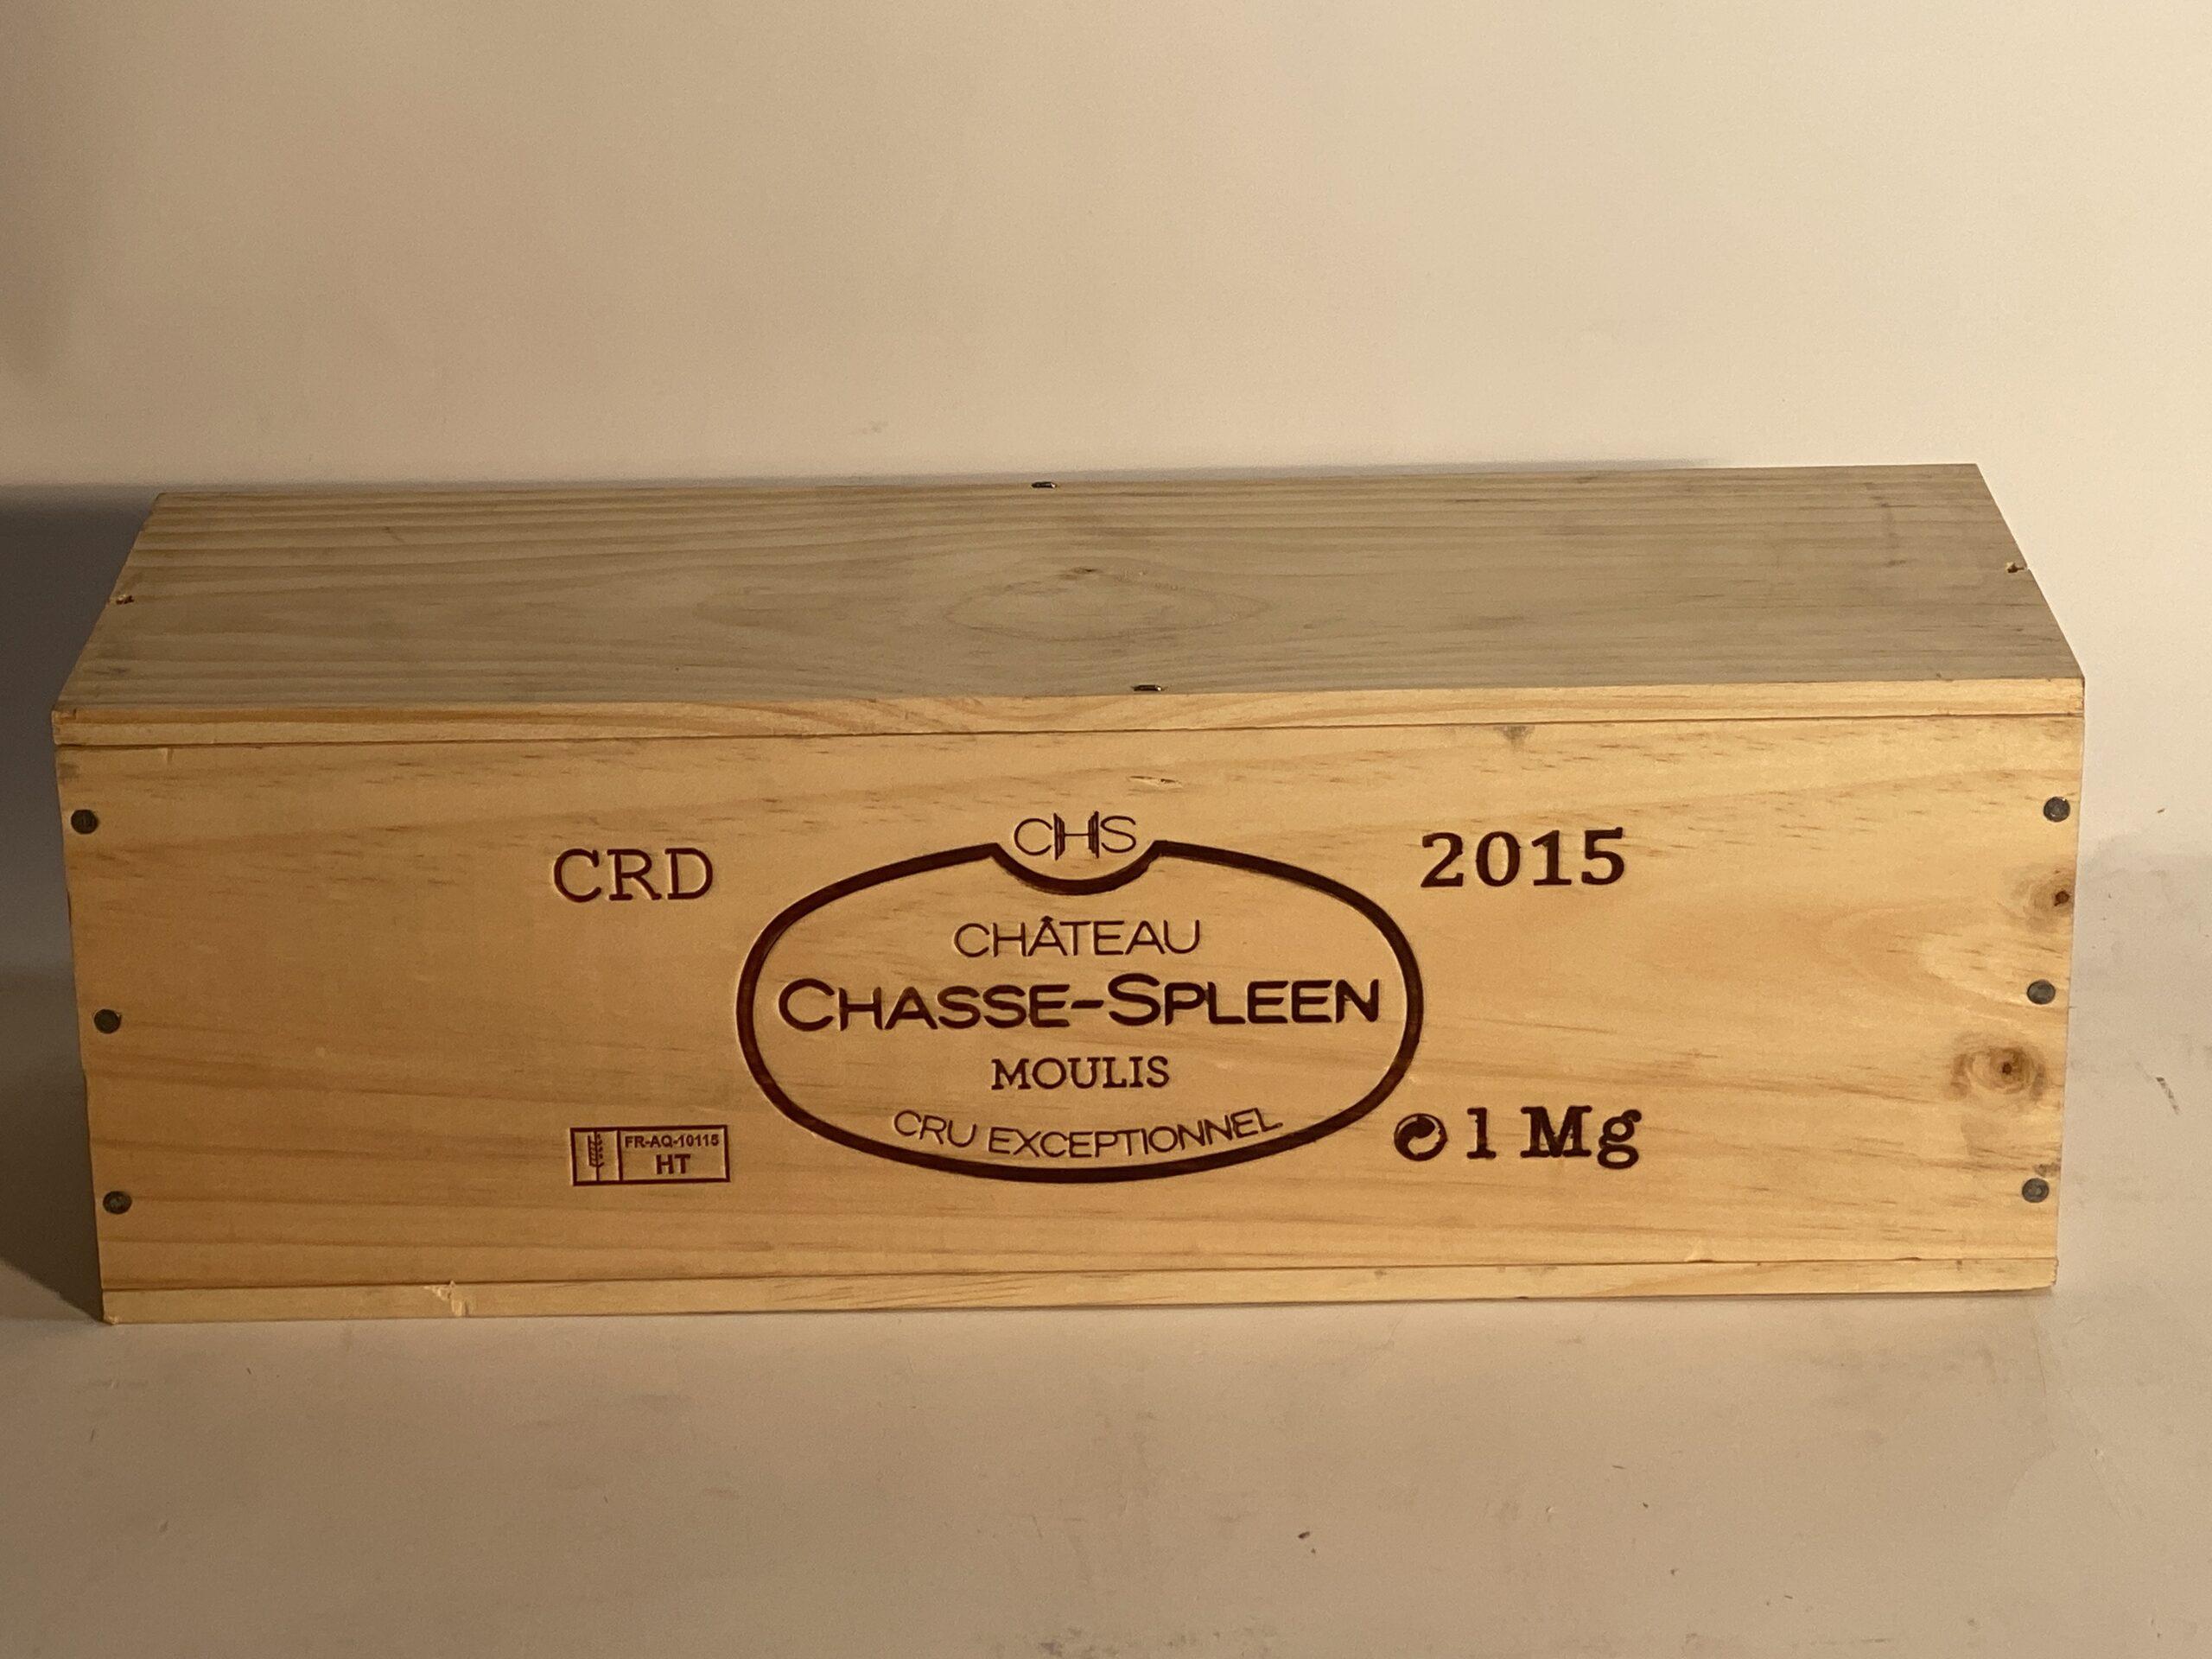 CHS
CRD
2015
CHÂTEAU
CHASSE-SPLEEN
MOULIS
CRU EXCEPTIONNEL
FR-AQ-10115
HT
1 Mg